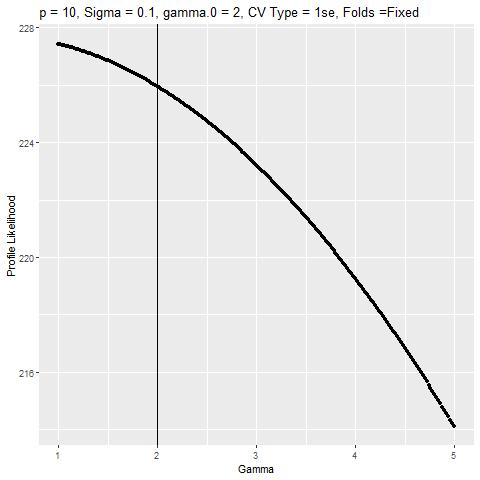 p = 10, Sigma = 0.1, gamma.0 = 2, CV Type = 1se, Folds =Fixed
228
224
220
216
Profile Likelihood
1 2 3 4 5
Gamma